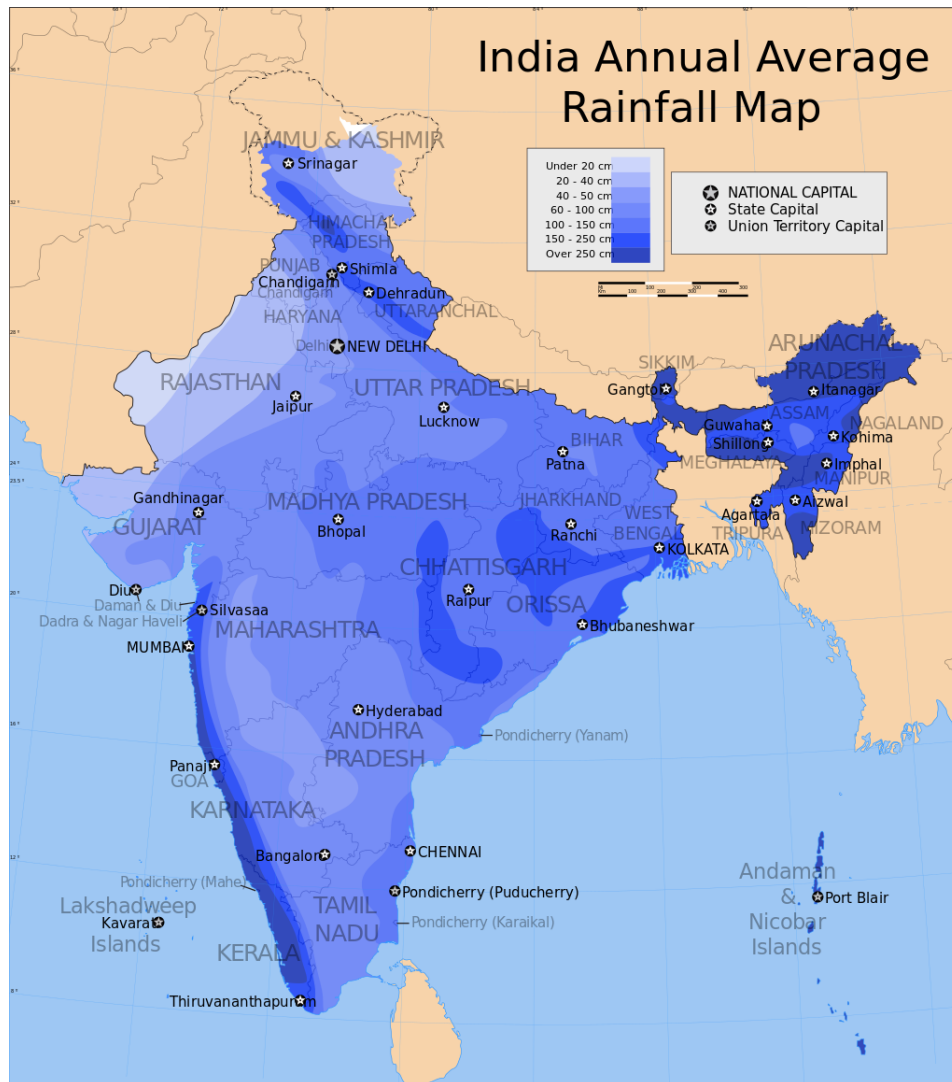 India Annual Average
Rainfall Map
Under 20 cm
20 - 40 cm
40 - 50 cm
60 - 100 cm
100 - 150 cm
150 - 250 cm
Over 250 cm
NATIONAL CAPITAL
State Capital
Union Territory Capital
JAMMU & KASHMIR
Srinagar
HIMACHAL
PRADESH
PUNJAB
Shimla
Chandigarh
Chandigarh
Dehradun
UTTARANCHAL
HARYANA
Delhi
NEW DELHI
RAJASTHAN
Jaipur
UTTAR PRADESH
Lucknow
SIKKIM
Gangto
ARUNACHAL
PRADESH
Itanagar
ASSAM
NAGALAND
Guwaha
Shillong
Kohima
MEGHALAYA
Imphal
MANIPUR
BIHAR
Patna
Gandhinagar
GUJARAT
MADHYA PRADESH
Bhopal
JHARKHAND
Ranchi
WEST
BENGAL
KOLKATA
Agartala
TRIPURA
Aizwal
MIZORAM
CHHATTISGARH
Raipur
ORISSA
Bhubaneshwar
Diu
Daman & Diu
Dadra & Nagar Haveli
Silvasaa
MUMBAI
MAHARASHTRA
Hyderabad
ANDHRA
PRADESH
Pondicherry (Yanam)
Panaji
GOA
KARNATAKA
Bangalore
CHENNAI
Pondicherry (Mahe)
Pondicherry (Puducherry)
Pondicherry (Karaikal)
TAMIL
NADU
Lakshadweep
Kavarati
Islands
KERALA
Thiruvananthapuram
Andaman
&
Nicobar
Islands
Port Blair